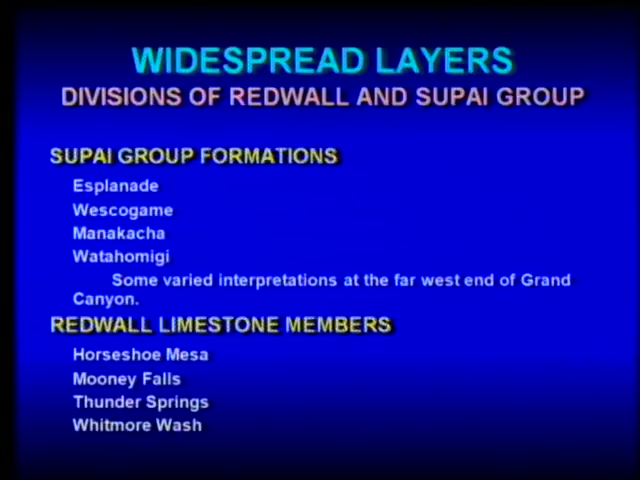 WIDESPREAD LAYERS
DIVISIONS OF REDWALL AND SUPAI GROUP
SUPAI GROUP FORMATIONS
Esplanade
Wescogame
Manakacha
Watahomigi
Some varied interpretations at the far west end of Grand
Canyon.
REDWALL LIMESTONE MEMBERS
Horseshoe Mesa
Mooney Falls
Thunder Springs
Whitmore Wash